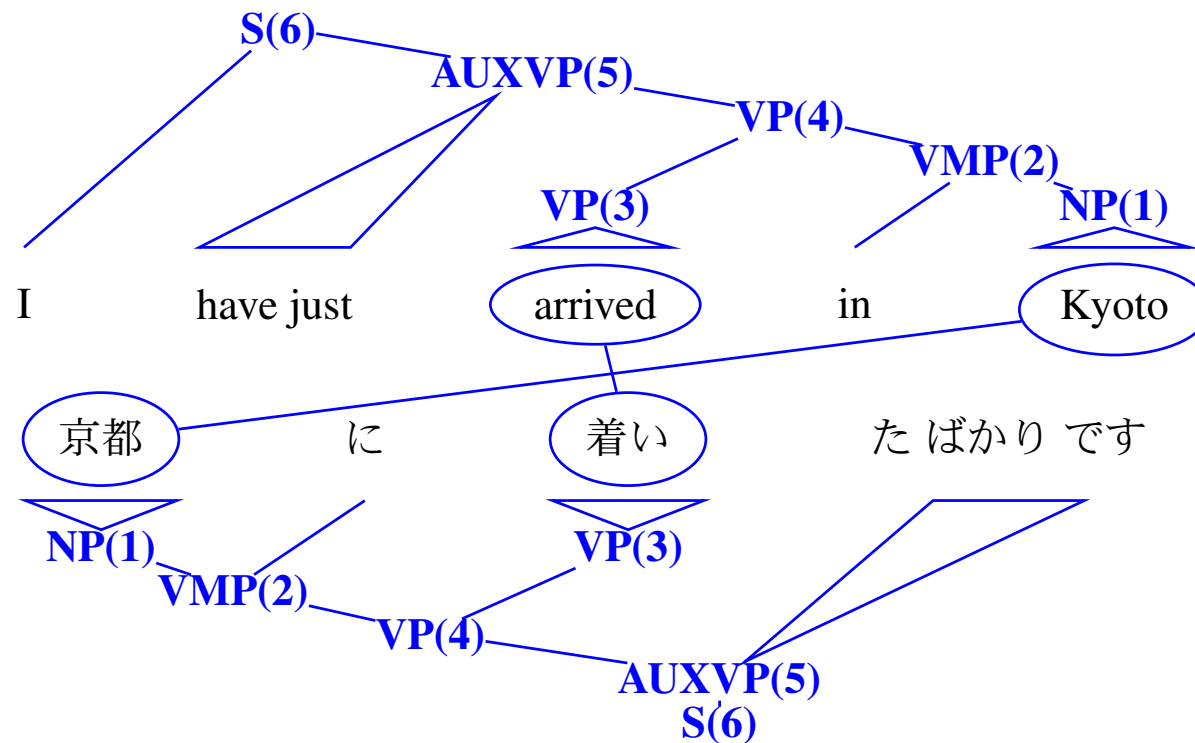 S(6)
AUXVP(5)
VP(4)
VMP(2)
VP(3) NP(1)
I have just arrived in Kyoto
京都 に 着い た ばかり です
NP(1) VP(3)
VMP(2)
VP(4)
AUXVP(5)
S(6)